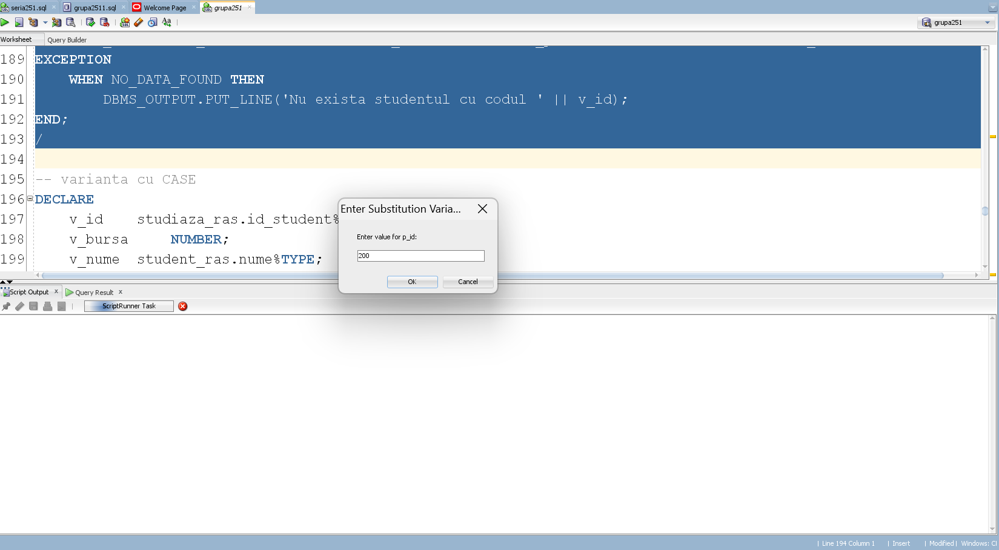 seria251.sql grupa2511.sql Welcome Page grupa251
grupa251
Worksheet Query Builder
189 EXCEPTION
190 WHEN NO_DATA_FOUND THEN
191 DBMS_OUTPUT.PUT_LINE('Nu exista studentul cu codul ' || v_id);
192 END;
193 /
194
195 -- varianta cu CASE
196 DECLARE
197 v_id studiaza_ras.id_student%
198 v_bursa NUMBER;
199 v_nume student_ras.nume%TYPE;
Enter Substitution Varia...
Enter value for p_id:
200
OK Cancel
Script Output Query Result
ScriptRunner Task
Line 194 Column 1 | Insert | Modified | Windows: C